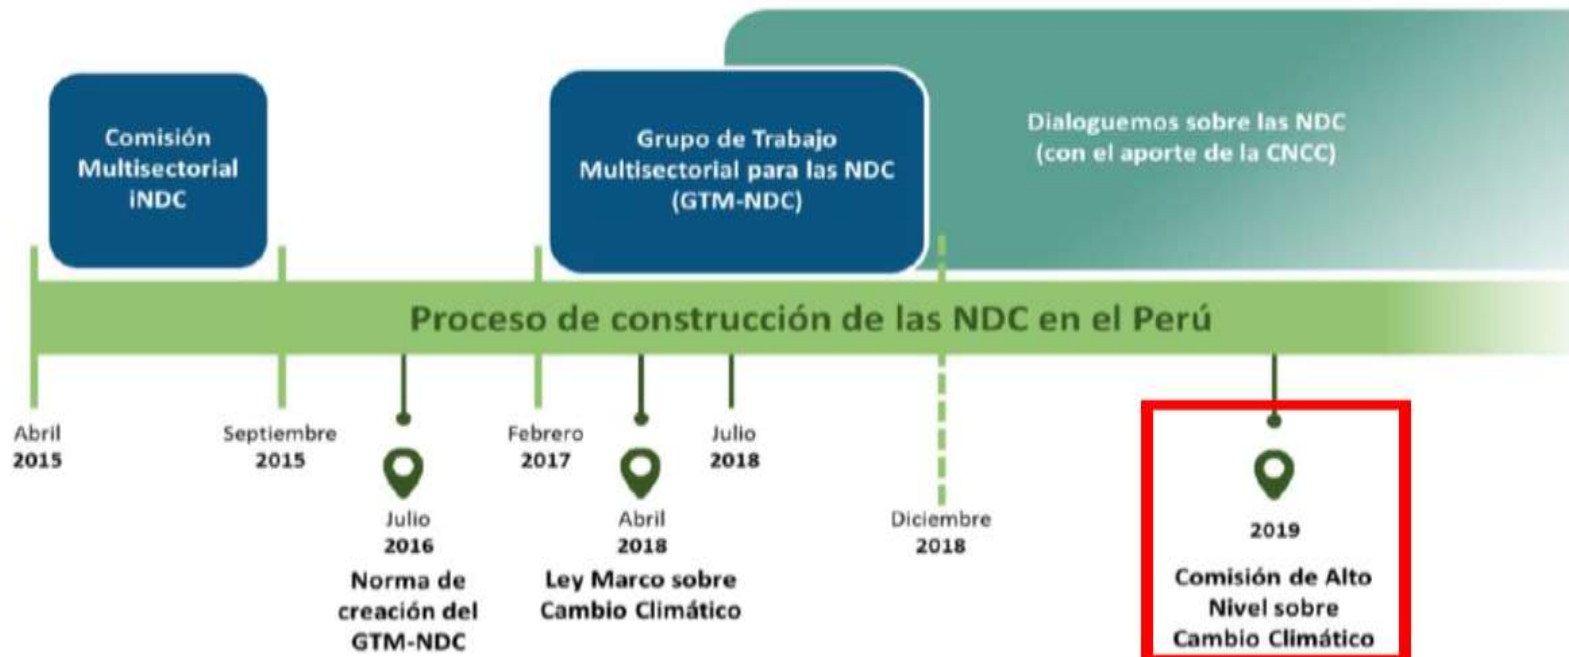 Comisión
Multisectorial
iNDC
Grupo de Trabajo
Multisectorial para las NDC
(GTM-NDC)
Dialoguemos sobre las NDC
(con el aporte de la CNCC)
Proceso de construcción de las NDC en el Perú
Abril
2015
Septiembre
2015
Julio
2016
Norma de
creación del
GTM-NDC
Febrero
2017
Abril
2018
Ley Marco sobre
Cambio Climático
Julio
2018
Diciembre
2018
2019
Comisión de Alto
Nivel sobre
Cambio Climático